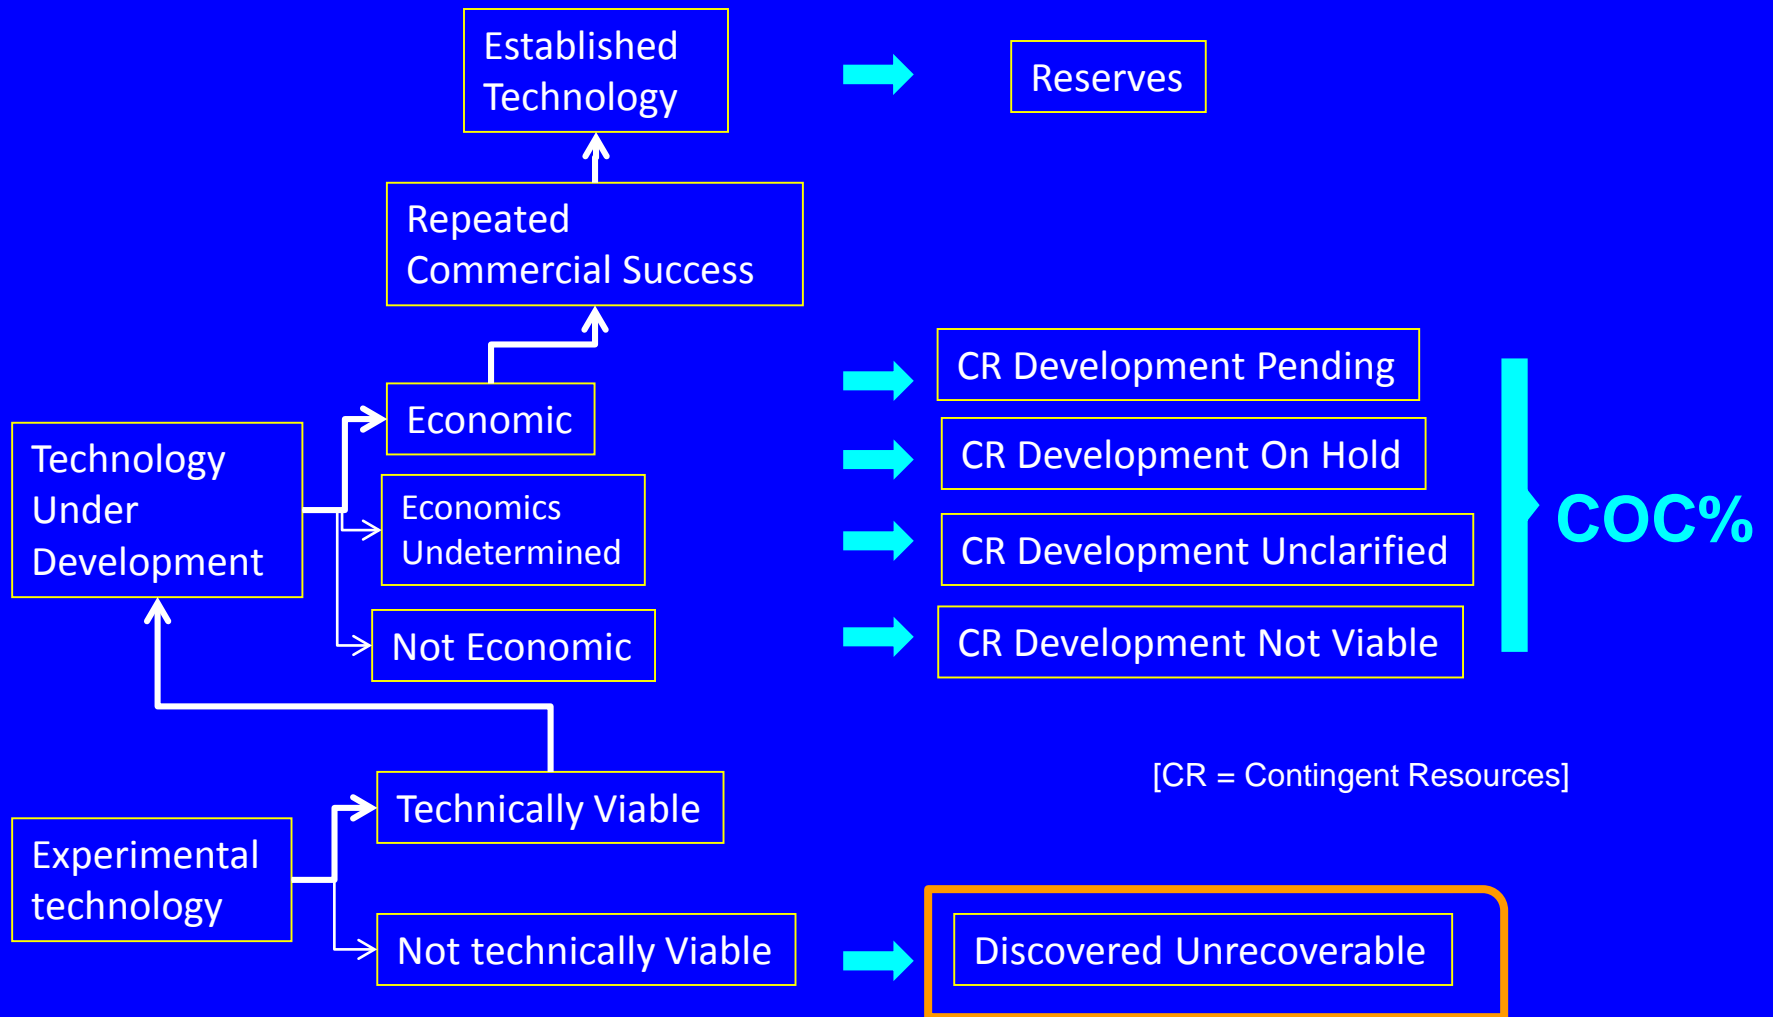 Established
Technology
Reserves
Repeated
Commercial Success
CR Development Pending
Economic
CR Development On Hold
Technology
Under
Development
Economics
Undetermined
CR Development Unclarified
COC%
Not Economic
CR Development Not Viable
[CR = Contingent Resources]
Technically Viable
Experimental
technology
Not technically Viable
Discovered Unrecoverable